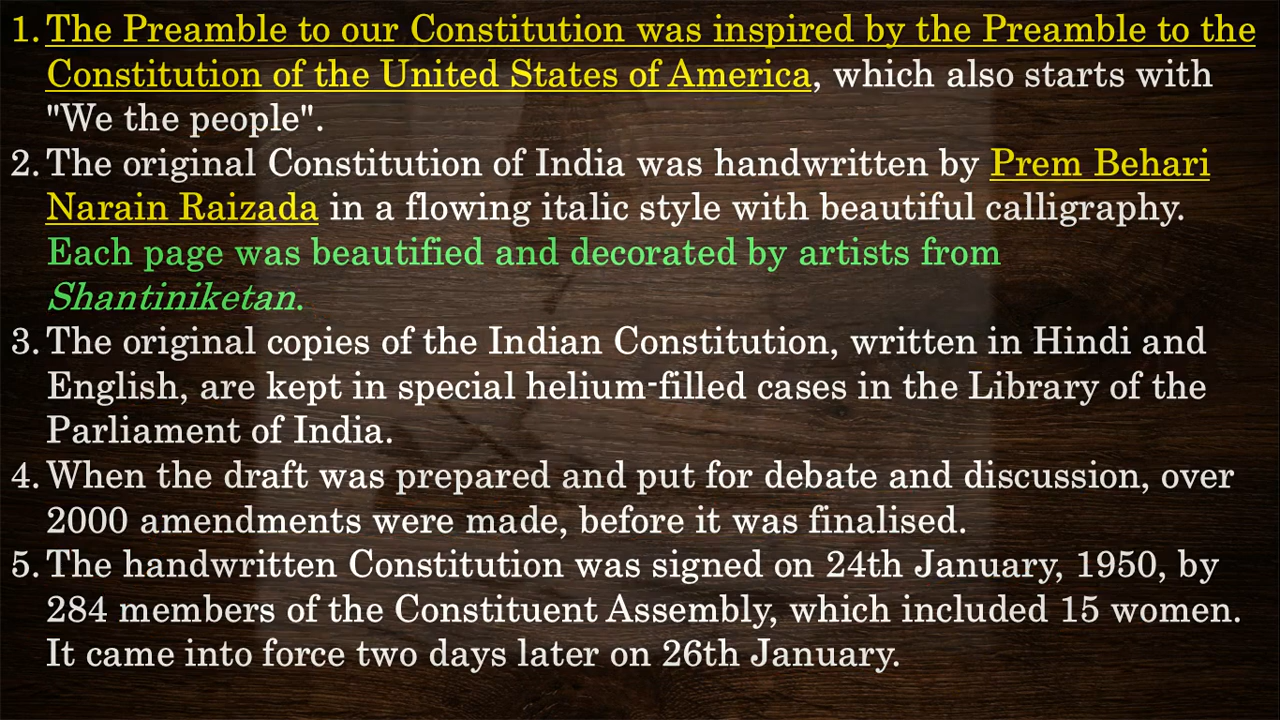 1. The Preamble to our Constitution was inspired by the Preamble to the
Constitution of the United States of America, which also starts with
"We the people".
2. The original Constitution of India was handwritten by Prem Behari
Narain Raizada in a flowing italic style with beautiful calligraphy.
Each page was beautified and decorated by artists from
Shantiniketan.
3. The original copies of the Indian Constitution, written in Hindi and
English, are kept in special helium-filled cases in the Library of the
Parliament of India.
4. When the draft was prepared and put for debate and discussion, over
2000 amendments were made, before it was finalised.
5. The handwritten Constitution was signed on 24th January, 1950, by
284 members of the Constituent Assembly, which included 15 women.
It came into force two days later on 26th January.